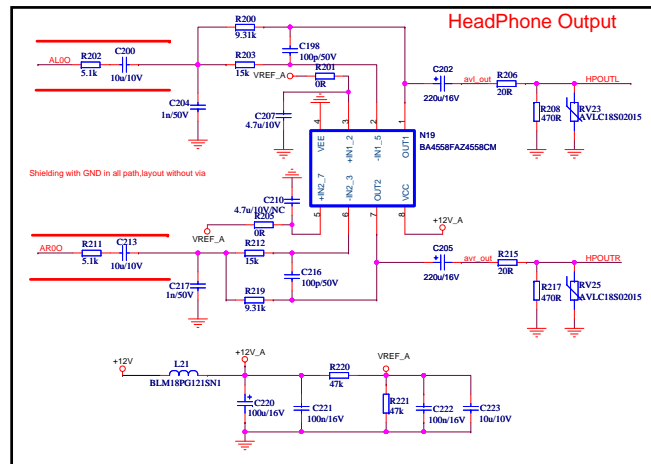 HeadPhone Output
R200
9.31k
AL0O
R202
5.1k
C200
10u/10V
R203
15k
C198
100p/50V
VREF_A
R201
0R
C204
1n/50V
C207
4.7u/10V
C202
220u/16V
avl_out
R206
20R
HPOUTL
R208
470R
RV23
AVLC18S02015
4
3
2
1
VEE
+IN1_2
-IN1_5
OUT1
N19
BA4558FAZ4558CM
Shielding with GND in all path,layout without via
+IN2_7
-IN2_3
OUT2
VCC
5
6
7
8
C210
4.7u/10V/NC
R205
0R
VREF_A
+12V_A
AR0O
R211
5.1k
C213
10u/10V
R212
15k
C216
100p/50V
C217
1n/50V
R219
9.31k
C205
220u/16V
avr_out
R215
20R
HPOUTR
R217
470R
RV25
AVLC18S02015
+12V
L21
BLM18PG121SN1
+12V_A
R220
47k
VREF_A
C220
100u/16V
C221
100n/16V
R221
47k
C222
100n/16V
C223
10u/10V